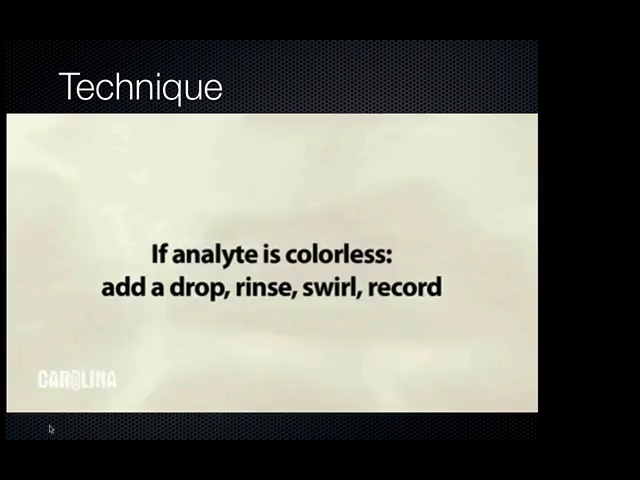 Technique
If analyte is colorless:
add a drop, rinse, swirl, record
CAROLINA